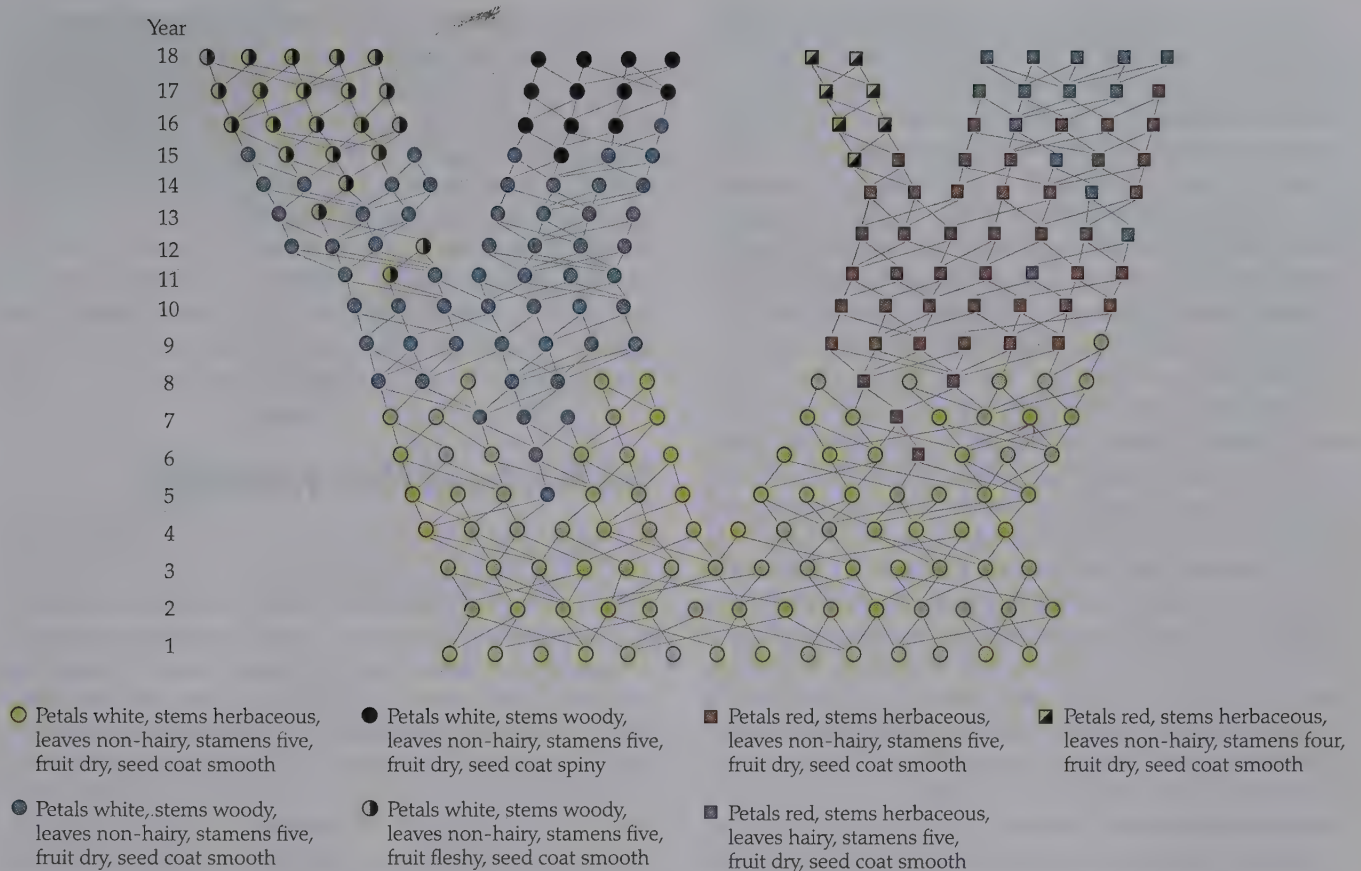 Year
18
17
16
15
14
13
12
11
10
9
8
7
6
5
4
3
2
1
Petals white, stems herbaceous,
leaves non-hairy, stamens five,
fruit dry, seed coat smooth
Petals white, stems woody,
leaves non-hairy, stamens five,
fruit dry, seed coat spiny
Petals red, stems herbaceous,
leaves non-hairy, stamens five,
fruit dry, seed coat smooth
Petals red, stems herbaceous,
leaves non-hairy, stamens four,
fruit dry, seed coat smooth
Petals white,.stems woody,
leaves non-hairy, stamens five,
fruit dry, seed coat smooth
Petals white, stems woody,
leaves non-hairy, stamens five,
fruit fleshy, seed coat smooth
Petals red, stems herbaceous,
leaves hairy, stamens five,
fruit dry, seed coat smooth